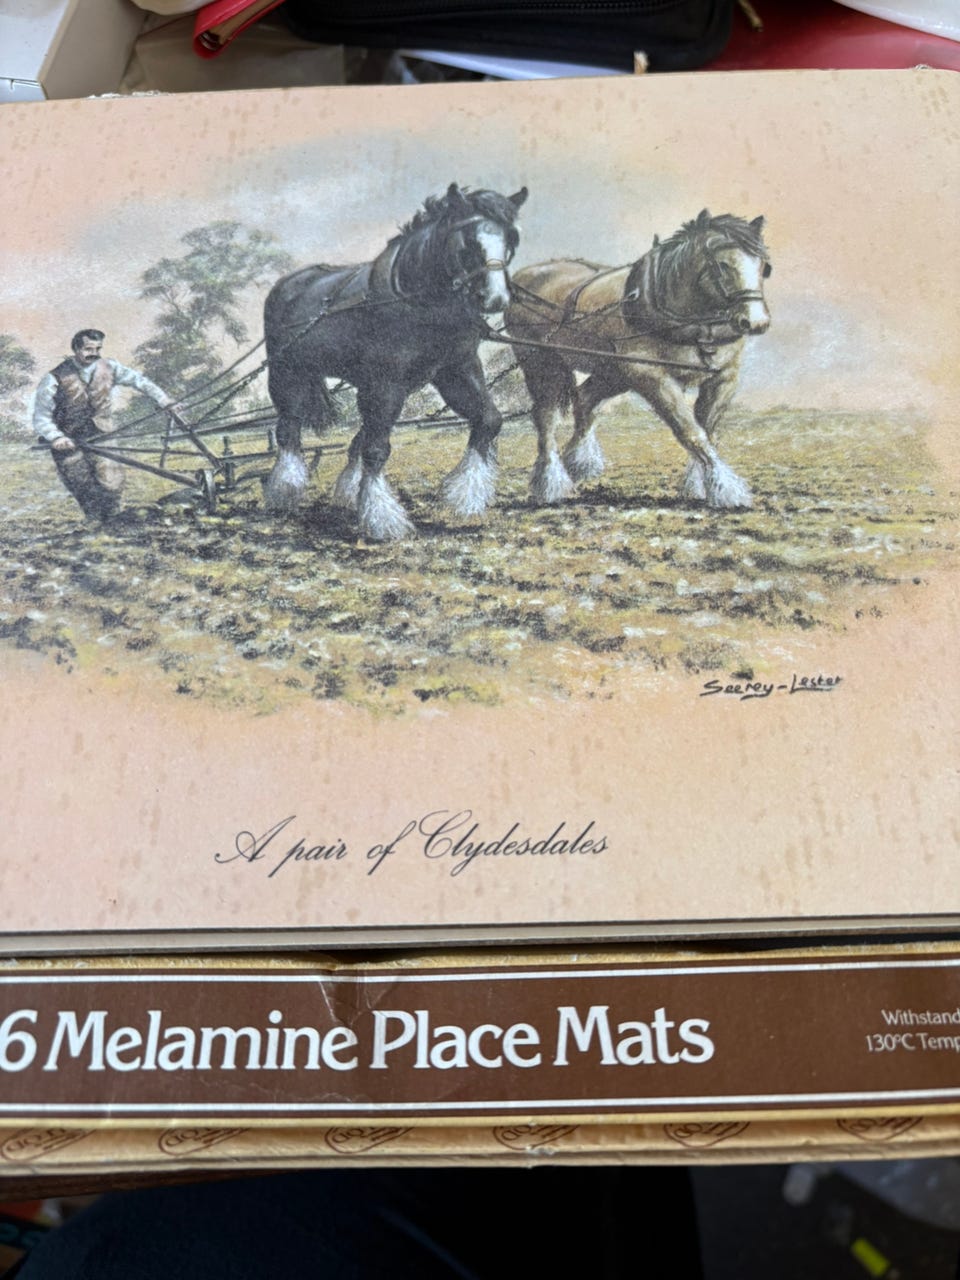 Seerey-Lester
A pair of Clydesdales
6 Melamine Place Mats
Withstand
130°C Temp